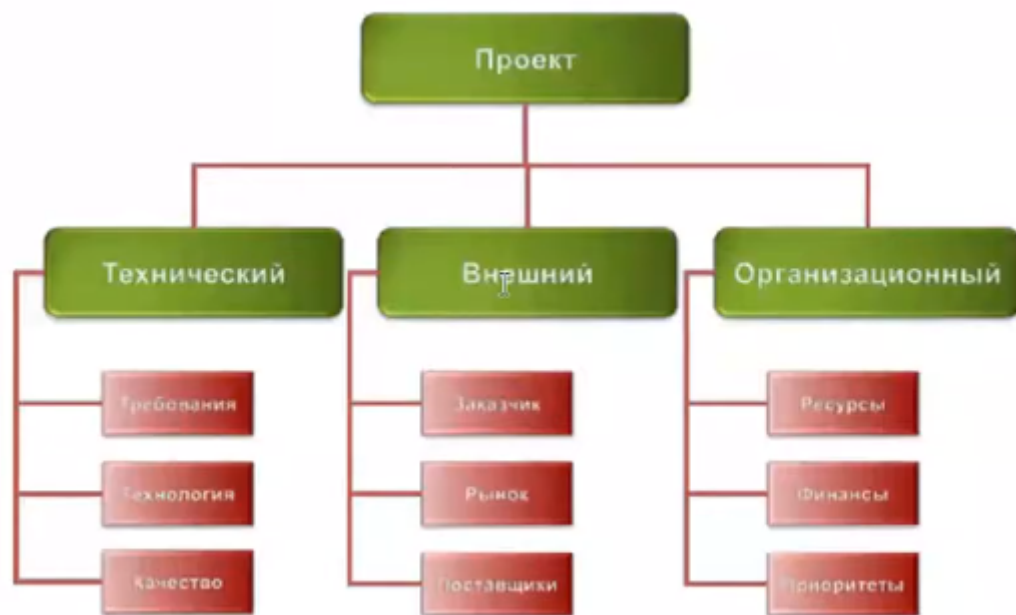 Проект
Технический
Внешний
Организационный
Требования
Заказчик
Ресурсы
Технология
Рынок
Финансы
Качество
Поставщики
Приоритеты